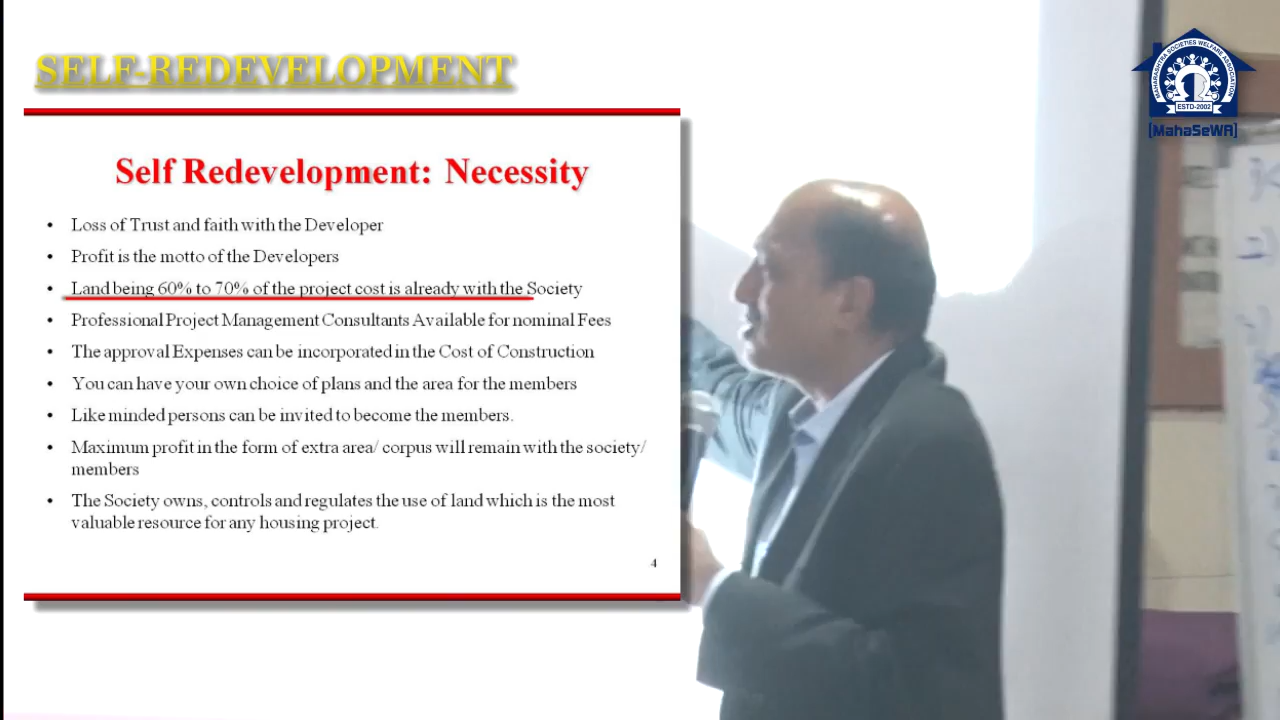 SELF-REDEVELOPMENT
MAHARASHTRA SOCIETIES WELFARE ASSOCIATION
ESTD-2002
[MahaSeWA]
Self Redevelopment: Necessity
• Loss of Trust and faith with the Developer
• Profit is the motto of the Developers
• Land being 60% to 70% of the project cost is already with the Society
• Professional Project Management Consultants Available for nominal Fees
• The approval Expenses can be incorporated in the Cost of Construction
• You can have your own choice of plans and the area for the members
• Like minded persons can be invited to become the members.
• Maximum profit in the form of extra area/ corpus will remain with the society/
members
• The Society owns, controls and regulates the use of land which is the most
valuable resource for any housing project.
4